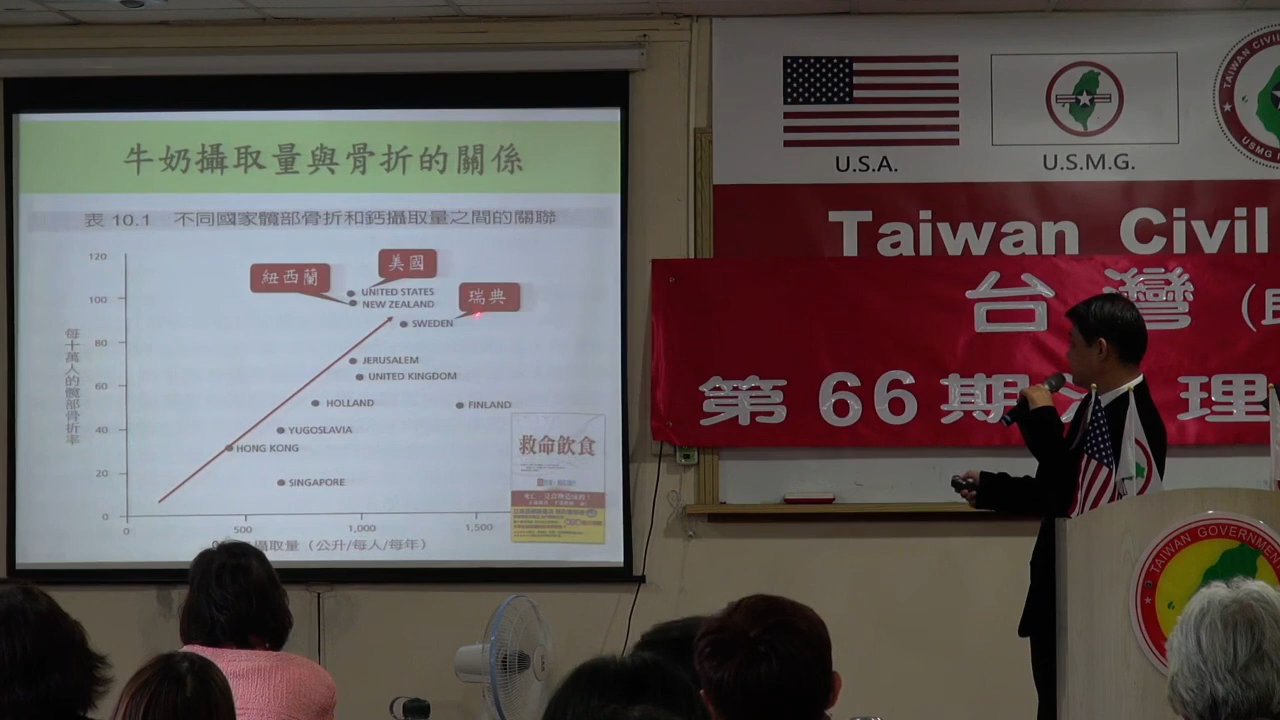 牛奶攝取量與骨折的關係
表 10.1 不同國家髖部骨折和鈣攝取量之間的關聯
每十萬人的髖部骨折率
120
100
80
60
40
20
0
美國
紐西蘭
瑞典
UNITED STATES
NEW ZEALAND
SWEDEN
JERUSALEM
UNITED KINGDOM
HOLLAND
FINLAND
YUGOSLAVIA
HONG KONG
SINGAPORE
0
500
1,000
1,500
攝取量（公升/每人/每年）
救命飲食
U.S.A.
U.S.M.G.
TAIWAN CIVIL
USMG
Taiwan Civil
台灣（
第 66 期
理
TAIWAN GOVERNMENT